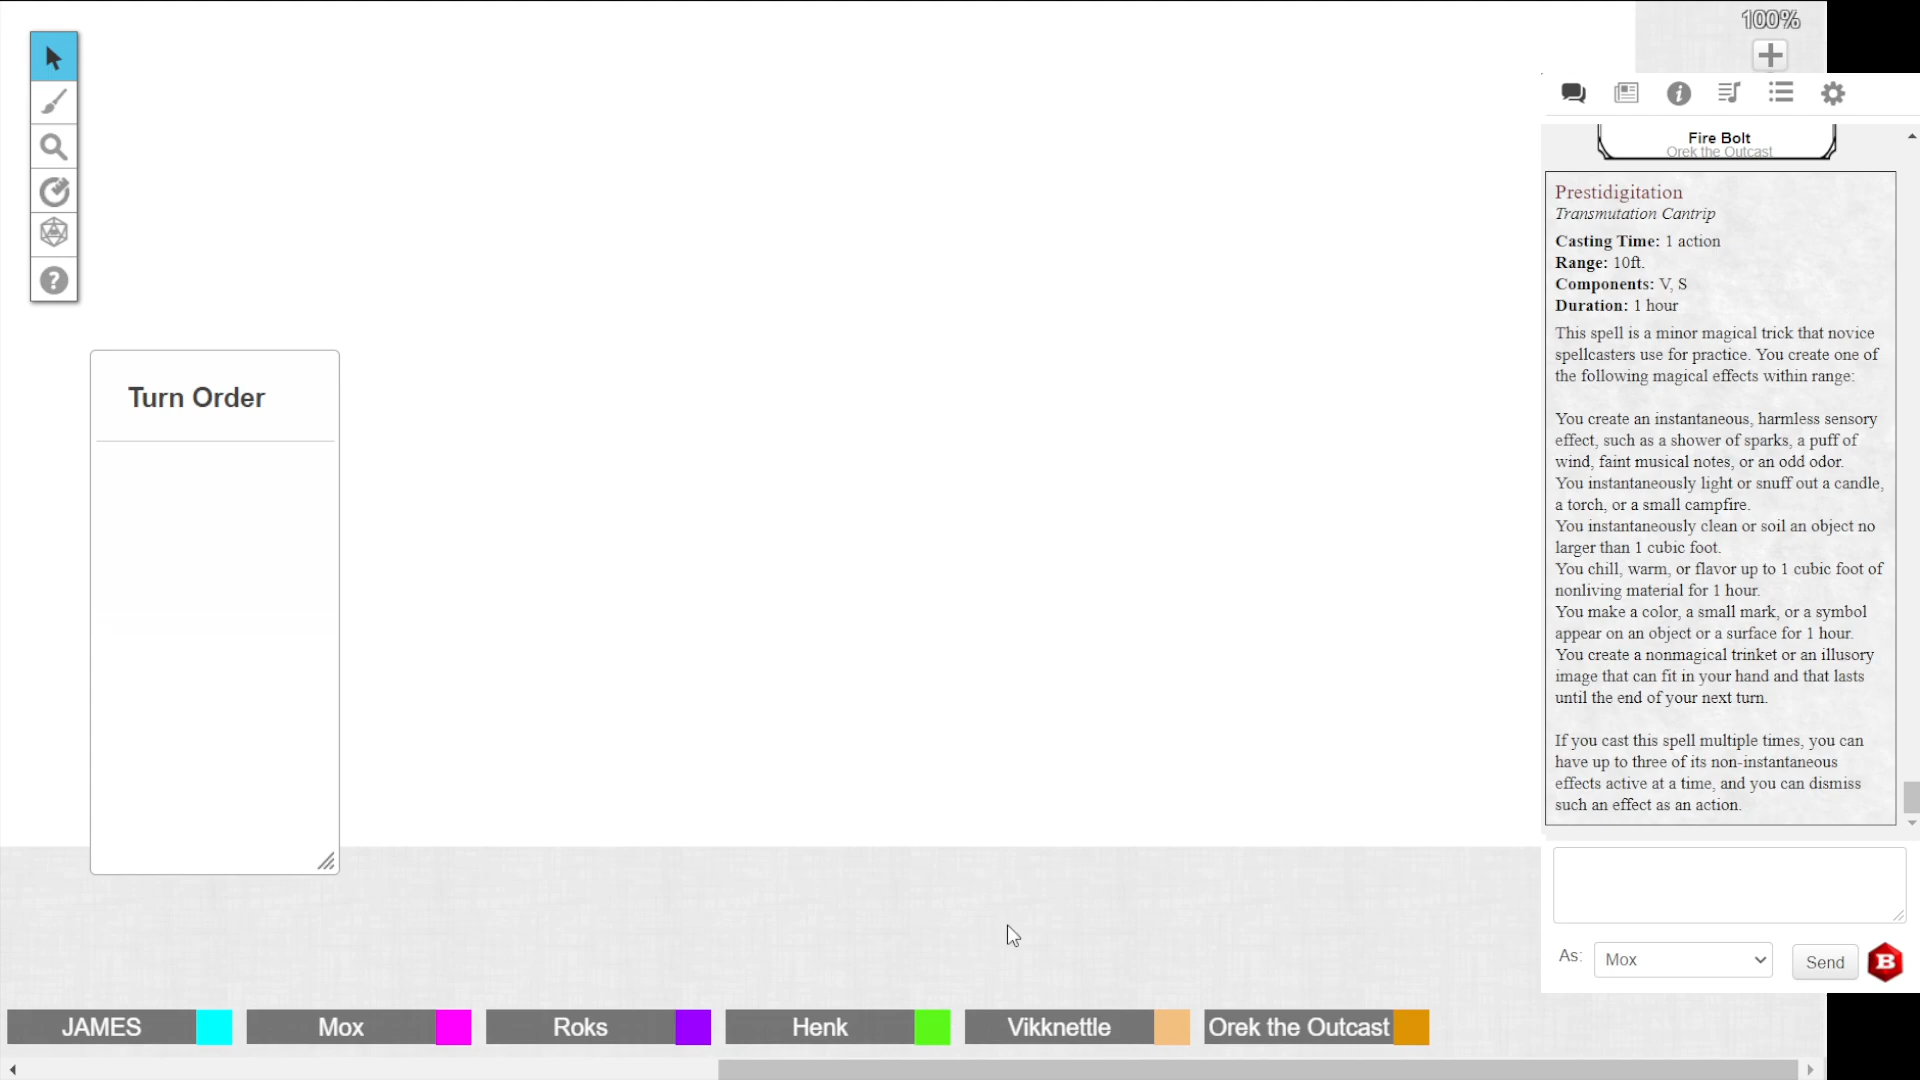 100%
Fire Bolt
Orek the Outcast
Prestidigitation
Transmutation Cantrip
Casting Time: 1 action
Range: 10ft.
Components: V, S
Duration: 1 hour
This spell is a minor magical trick that novice
spellcasters use for practice. You create one of
the following magical effects within range:
You create an instantaneous, harmless sensory
effect, such as a shower of sparks, a puff of
wind, faint musical notes, or an odd odor.
You instantaneously light or snuff out a candle,
a torch, or a small campfire.
You instantaneously clean or soil an object no
larger than 1 cubic foot.
You chill, warm, or flavor up to 1 cubic foot of
nonliving material for 1 hour.
You make a color, a small mark, or a symbol
appear on an object or a surface for 1 hour.
You create a nonmagical trinket or an illusory
image that can fit in your hand and that lasts
until the end of your next turn.
If you cast this spell multiple times, you can
have up to three of its non-instantaneous
effects active at a time, and you can dismiss
such an effect as an action.
Turn Order
As: Mox Send B
JAMES
Mox
Roks
Henk
Vikknettle
Orek the Outcast